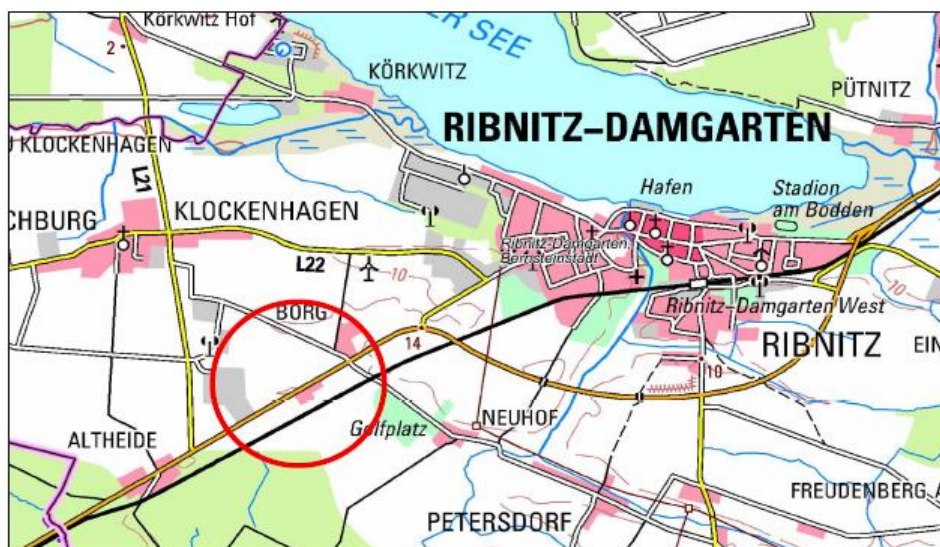 Körkwitz Hof
2
ER SEE
KÖRKWITZ
PÜTNITZ
RIBNITZ–DAMGARTEN
KLOCKENHAGEN
L21
Hafen
Stadion
am Bodden
CHBURG
KLOCKENHAGEN
Ribnitz-Damgarten,
Bernsteinstadt
L22
10
Ribnitz–Damgarten West
BORG
14
RIBNITZ
EIN
10
ALTHEIDE
Golfplatz
NEUHOF
FREUDENBERG A
PETERSDORF